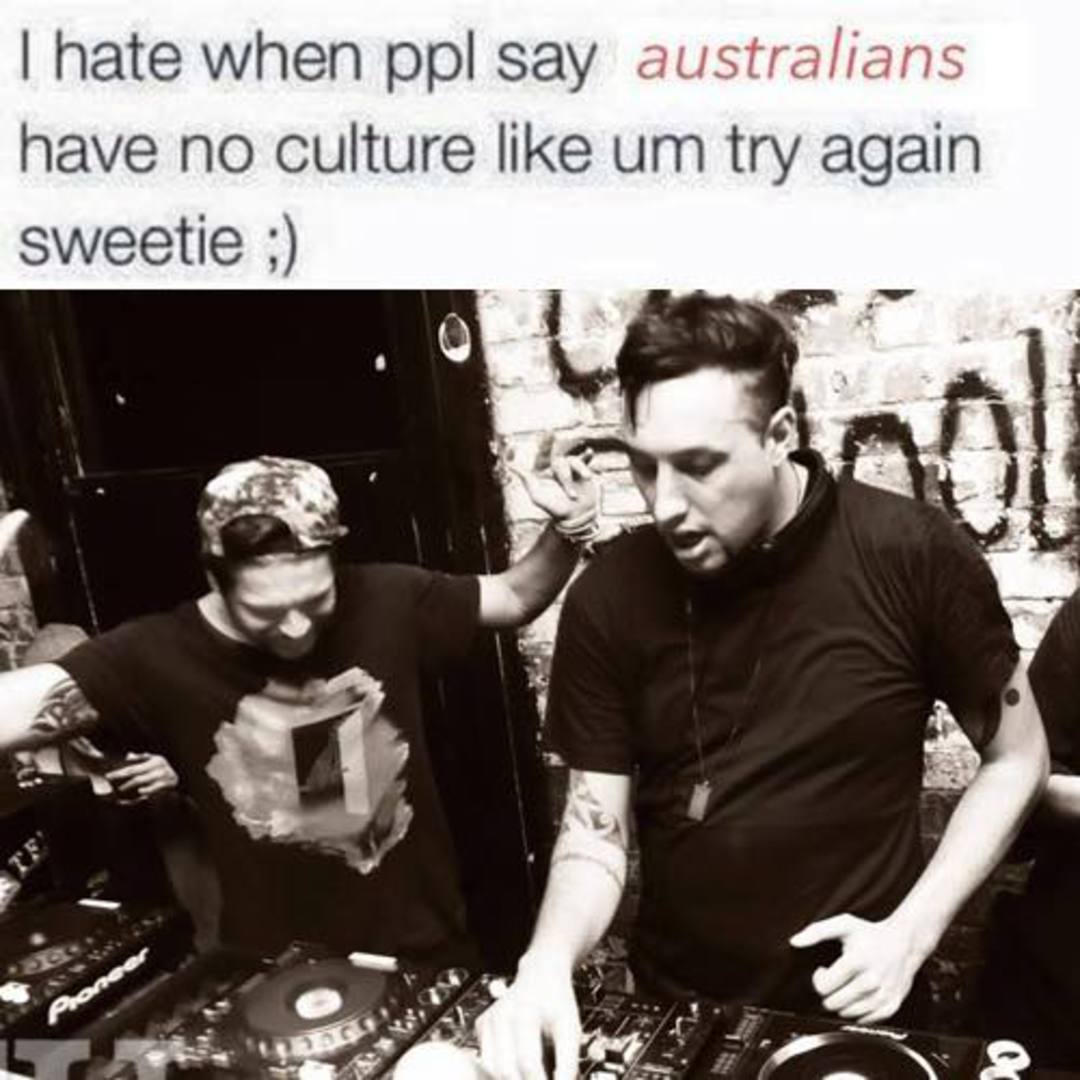 I hate when ppl say australians
have no culture like um try again
sweetie ;)
Pioneer